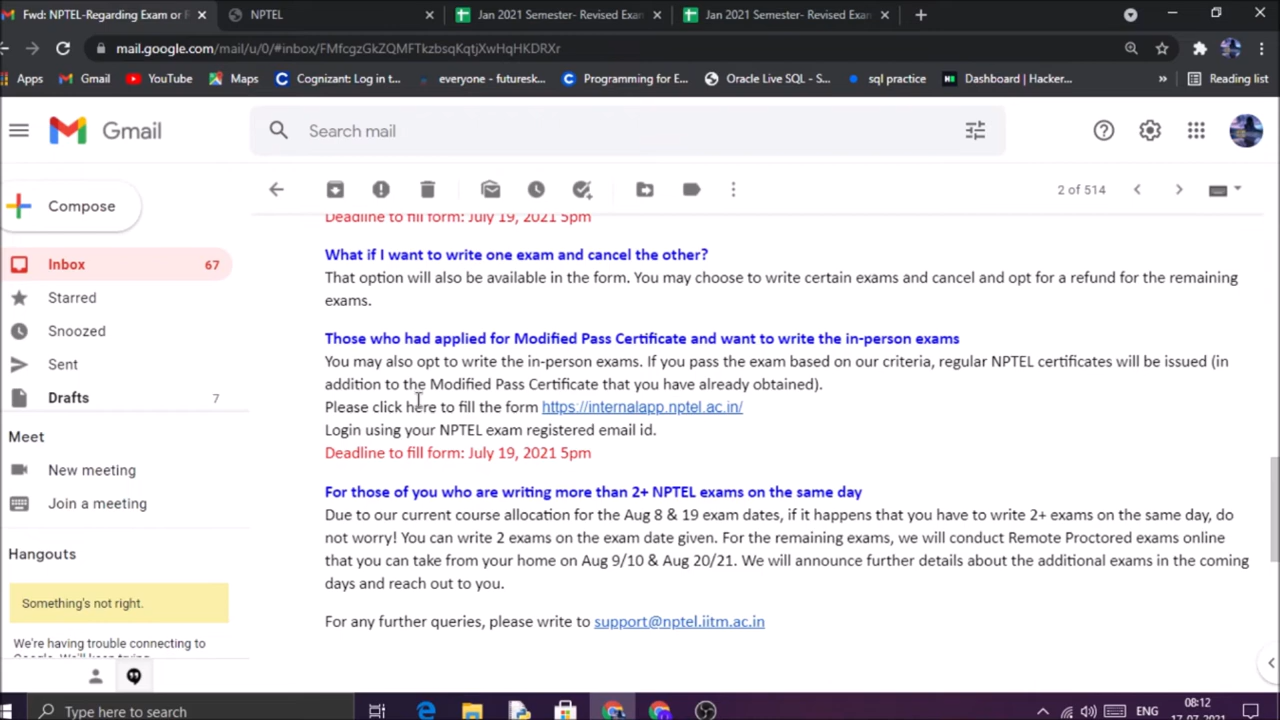 Fwd: NPTEL-Regarding Exam or
NPTEL
Jan 2021 Semester- Revised Exam
Jan 2021 Semester- Revised Exam
mail.google.com/mail/u/0/#inbox/FMfcgzGkZQMFTkzbsqKqtjXwHqHKDRXr
Apps
Gmail
YouTube
Maps
Cognizant: Log in t...
everyone - futuresk...
Programming for E...
Oracle Live SQL - S...
sql practice
Dashboard | Hacker...
»
Reading list
Gmail
Search mail
Compose
2 of 514
Inbox 67
Starred
Snoozed
Sent
Drafts 7
Meet
New meeting
Join a meeting
Hangouts
Something's not right.
We're having trouble connecting to
Deadline to fill form: July 19, 2021 5pm
What if I want to write one exam and cancel the other?
That option will also be available in the form. You may choose to write certain exams and cancel and opt for a refund for the remaining
exams.
Those who had applied for Modified Pass Certificate and want to write the in-person exams
You may also opt to write the in-person exams. If you pass the exam based on our criteria, regular NPTEL certificates will be issued (in
addition to the Modified Pass Certificate that you have already obtained).
Please click here to fill the form https://internalapp.nptel.ac.in/
Login using your NPTEL exam registered email id.
Deadline to fill form: July 19, 2021 5pm
For those of you who are writing more than 2+ NPTEL exams on the same day
Due to our current course allocation for the Aug 8 & 19 exam dates, if it happens that you have to write 2+ exams on the same day, do
not worry! You can write 2 exams on the exam date given. For the remaining exams, we will conduct Remote Proctored exams online
that you can take from your home on Aug 9/10 & Aug 20/21. We will announce further details about the additional exams in the coming
days and reach out to you.
For any further queries, please write to support@nptel.iitm.ac.in
Type here to search
ENG
08:12
17-07-2021